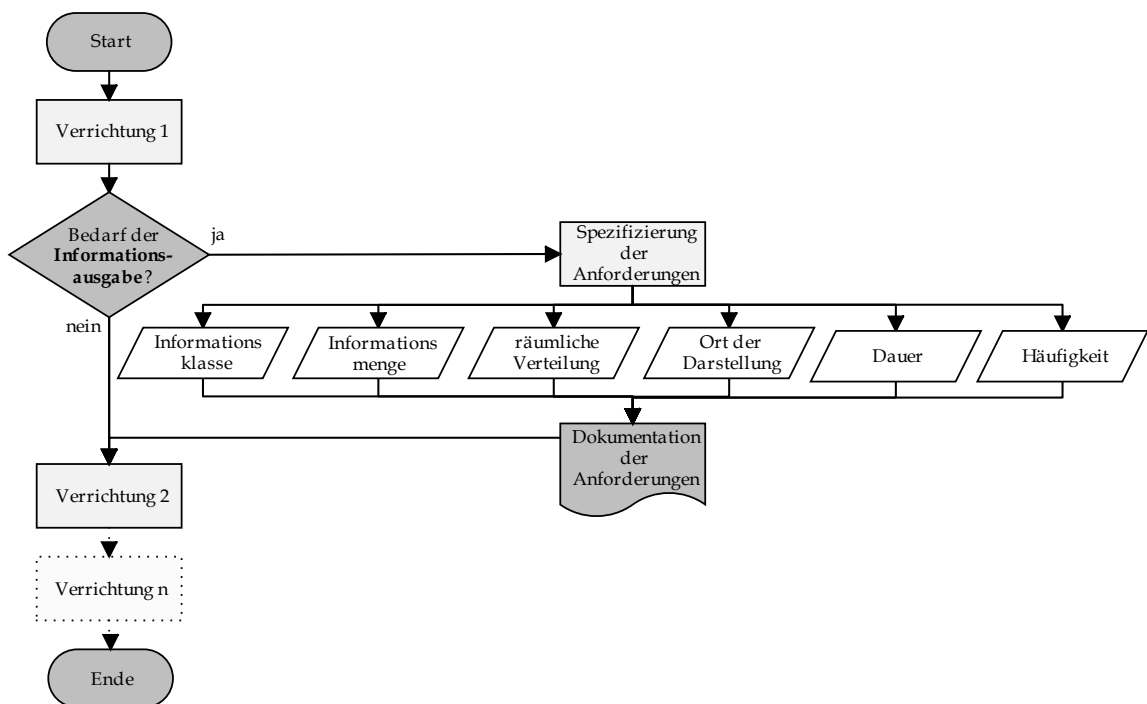 Start
Verrichtung 1
Bedarf der
Informations-
ausgabe?
ja
nein
Spezifizierung
der
Anforderungen
Informations
klasse
Informations
menge
räumliche
Verteilung
Ort der
Darstellung
Dauer
Häufigkeit
Dokumentation
der
Anforderungen
Verrichtung 2
Verrichtung n
Ende